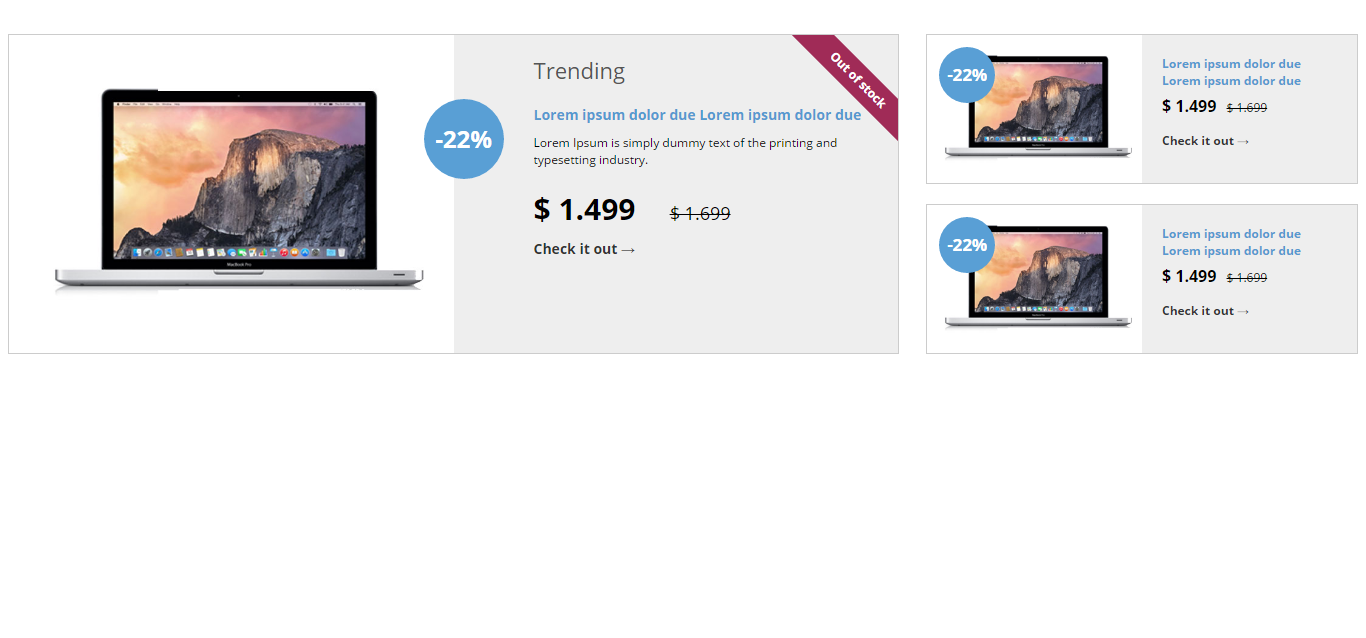 Trending
Out of stock
-22%
Lorem ipsum dolor due Lorem ipsum dolor due
Lorem Ipsum is simply dummy text of the printing and
typesetting industry.
$ 1.499 $ 1.699
Check it out →
MacBook Pro
-22%
Lorem ipsum dolor due
Lorem ipsum dolor due
$ 1.499 $ 1.699
Check it out →
-22%
Lorem ipsum dolor due
Lorem ipsum dolor due
$ 1.499 $ 1.699
Check it out →